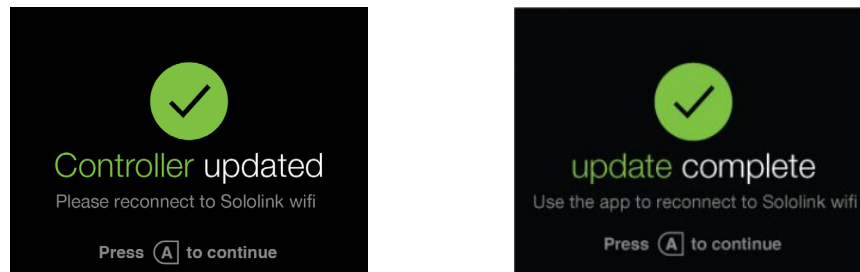 Controller updated
Please reconnect to Sololink wifi
Press A to continue
update complete
Use the app to reconnect to Sololink wifi
Press A to continue